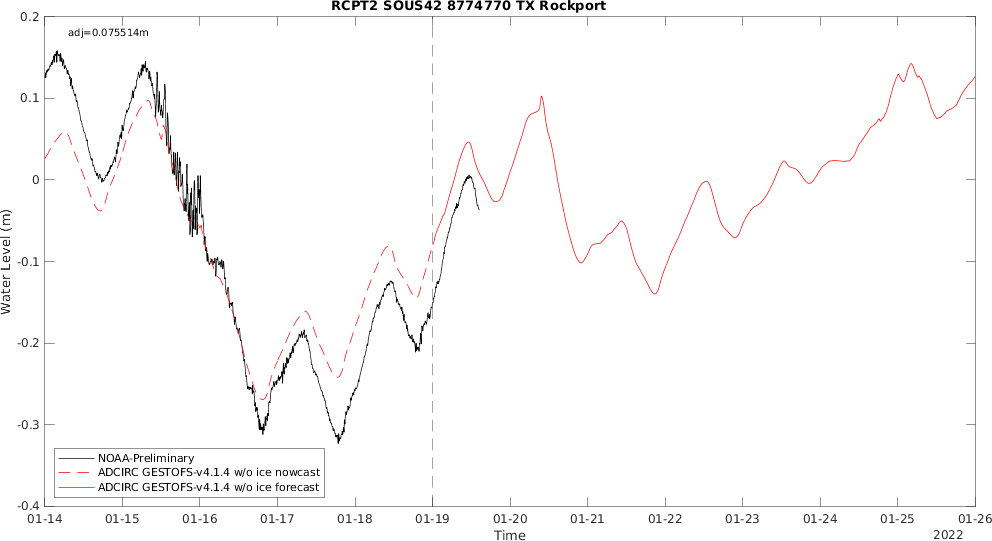 RCPT2 SOUS42 8774770 TX Rockport
adj=0.075514m
0.2
0.1
0
-0.1
-0.2
-0.3
-0.4
Water Level (m)
NOAA-Preliminary
ADCIRC GESTOFS-v4.1.4 w/o ice nowcast
ADCIRC GESTOFS-v4.1.4 w/o ice forecast
01-14 01-15 01-16 01-17 01-18 01-19 01-20 01-21 01-22 01-23 01-24 01-25 01-26
Time
2022